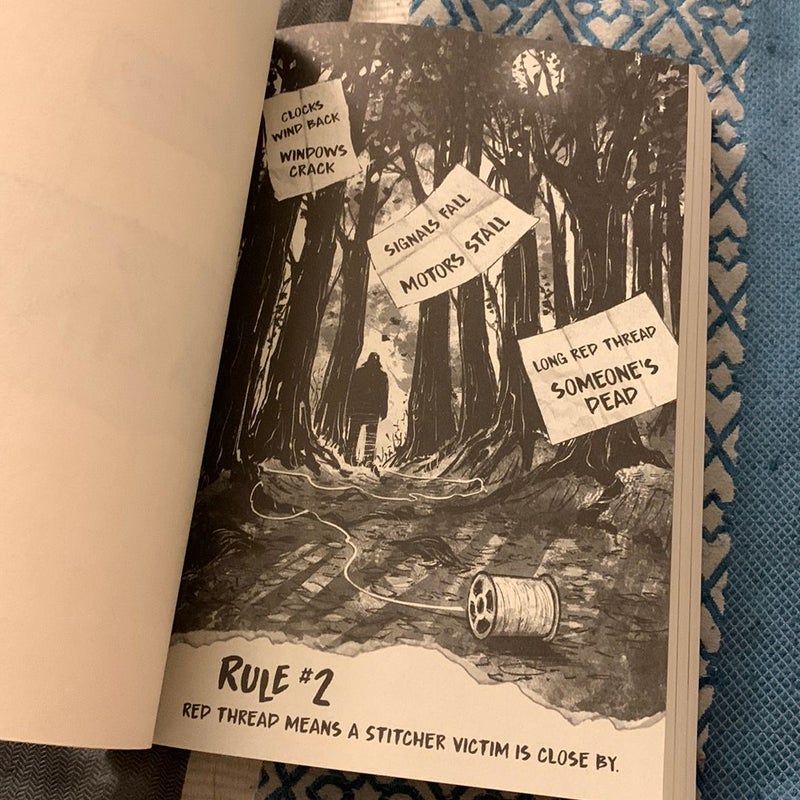 CLOCKS
WIND BACK
WINDOWS
CRACK
SIGNALS FALL
MOTORS STALL
LONG RED THREAD
SOMEONE'S
DEAD
RULE #2
RED THREAD MEANS A STITCHER VICTIM IS CLOSE BY.